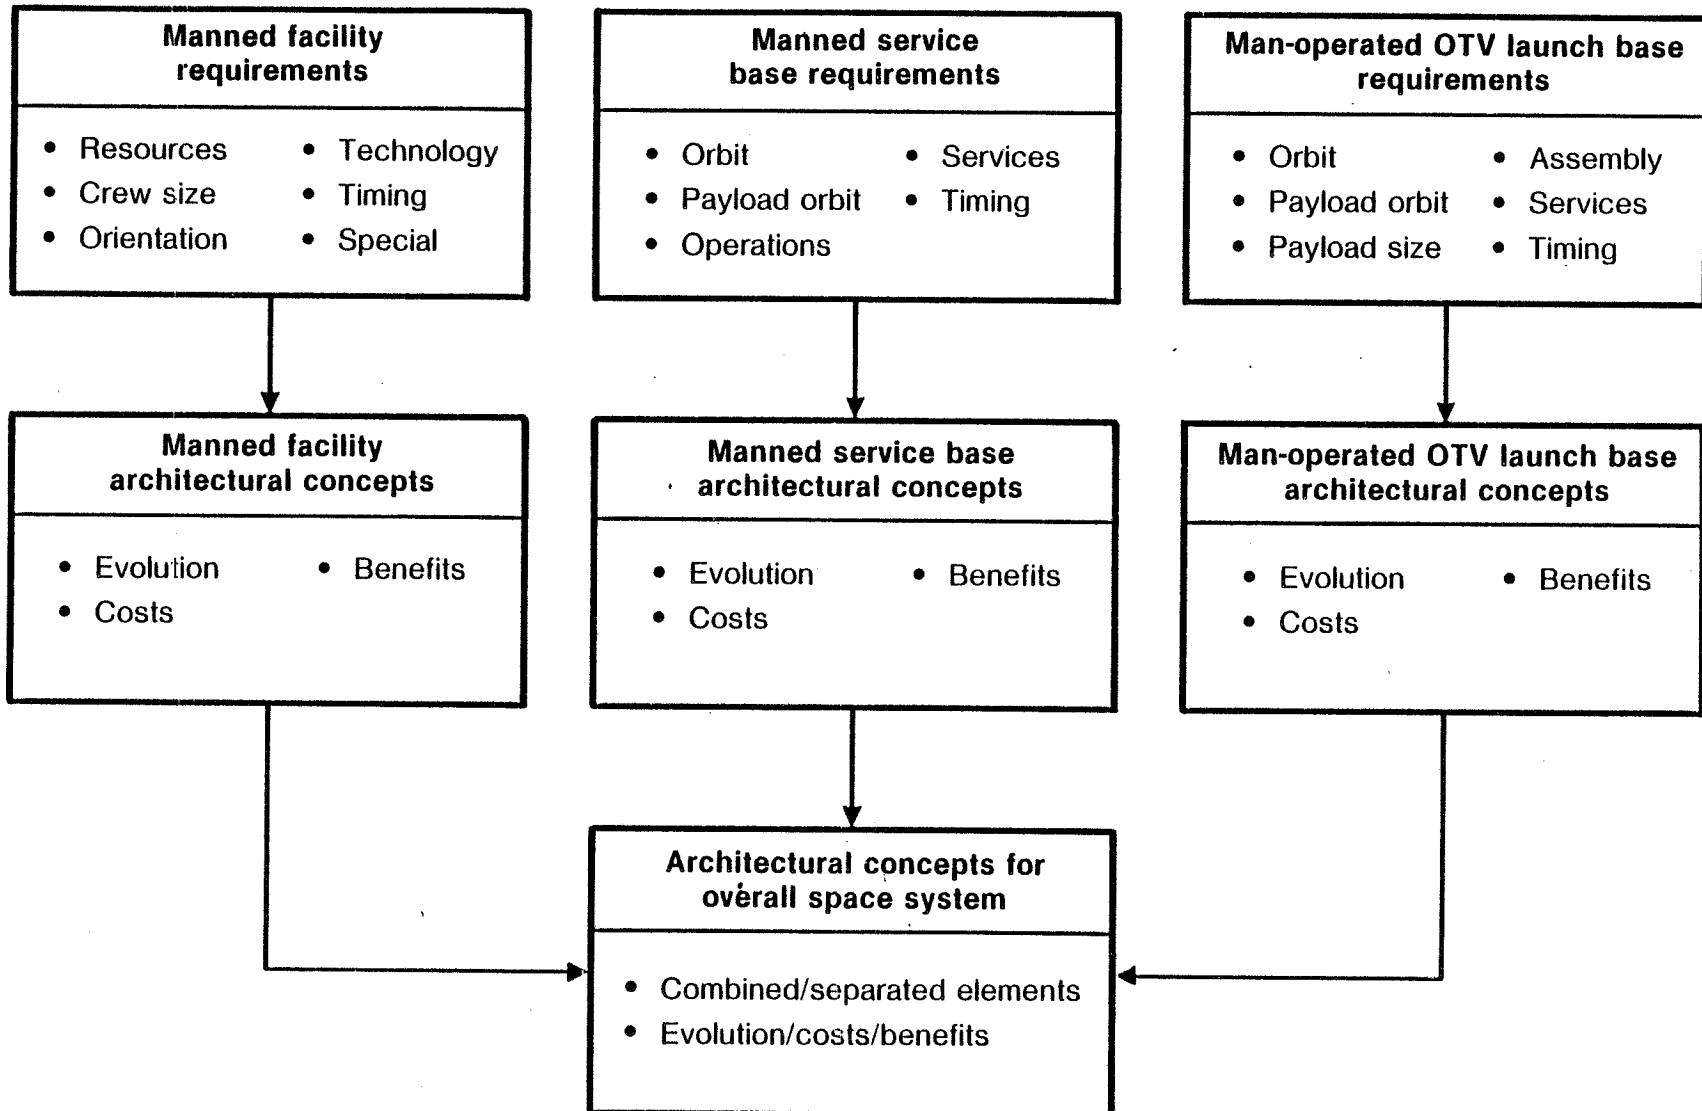 Manned facility
requirements
• Resources
• Crew size
• Orientation
• Technology
• Timing
• Special
Manned service
base requirements
• Orbit
• Payload orbit
• Operations
• Services
• Timing
Man-operated OTV launch base
requirements
• Orbit
• Payload orbit
• Payload size
• Assembly
• Services
• Timing
Manned facility
architectural concepts
• Evolution
• Costs
• Benefits
Manned service base
architectural concepts
• Evolution
• Costs
• Benefits
Man-operated OTV launch base
architectural concepts
• Evolution
• Costs
• Benefits
Architectural concepts for
overall space system
• Combined/separated elements
• Evolution/costs/benefits